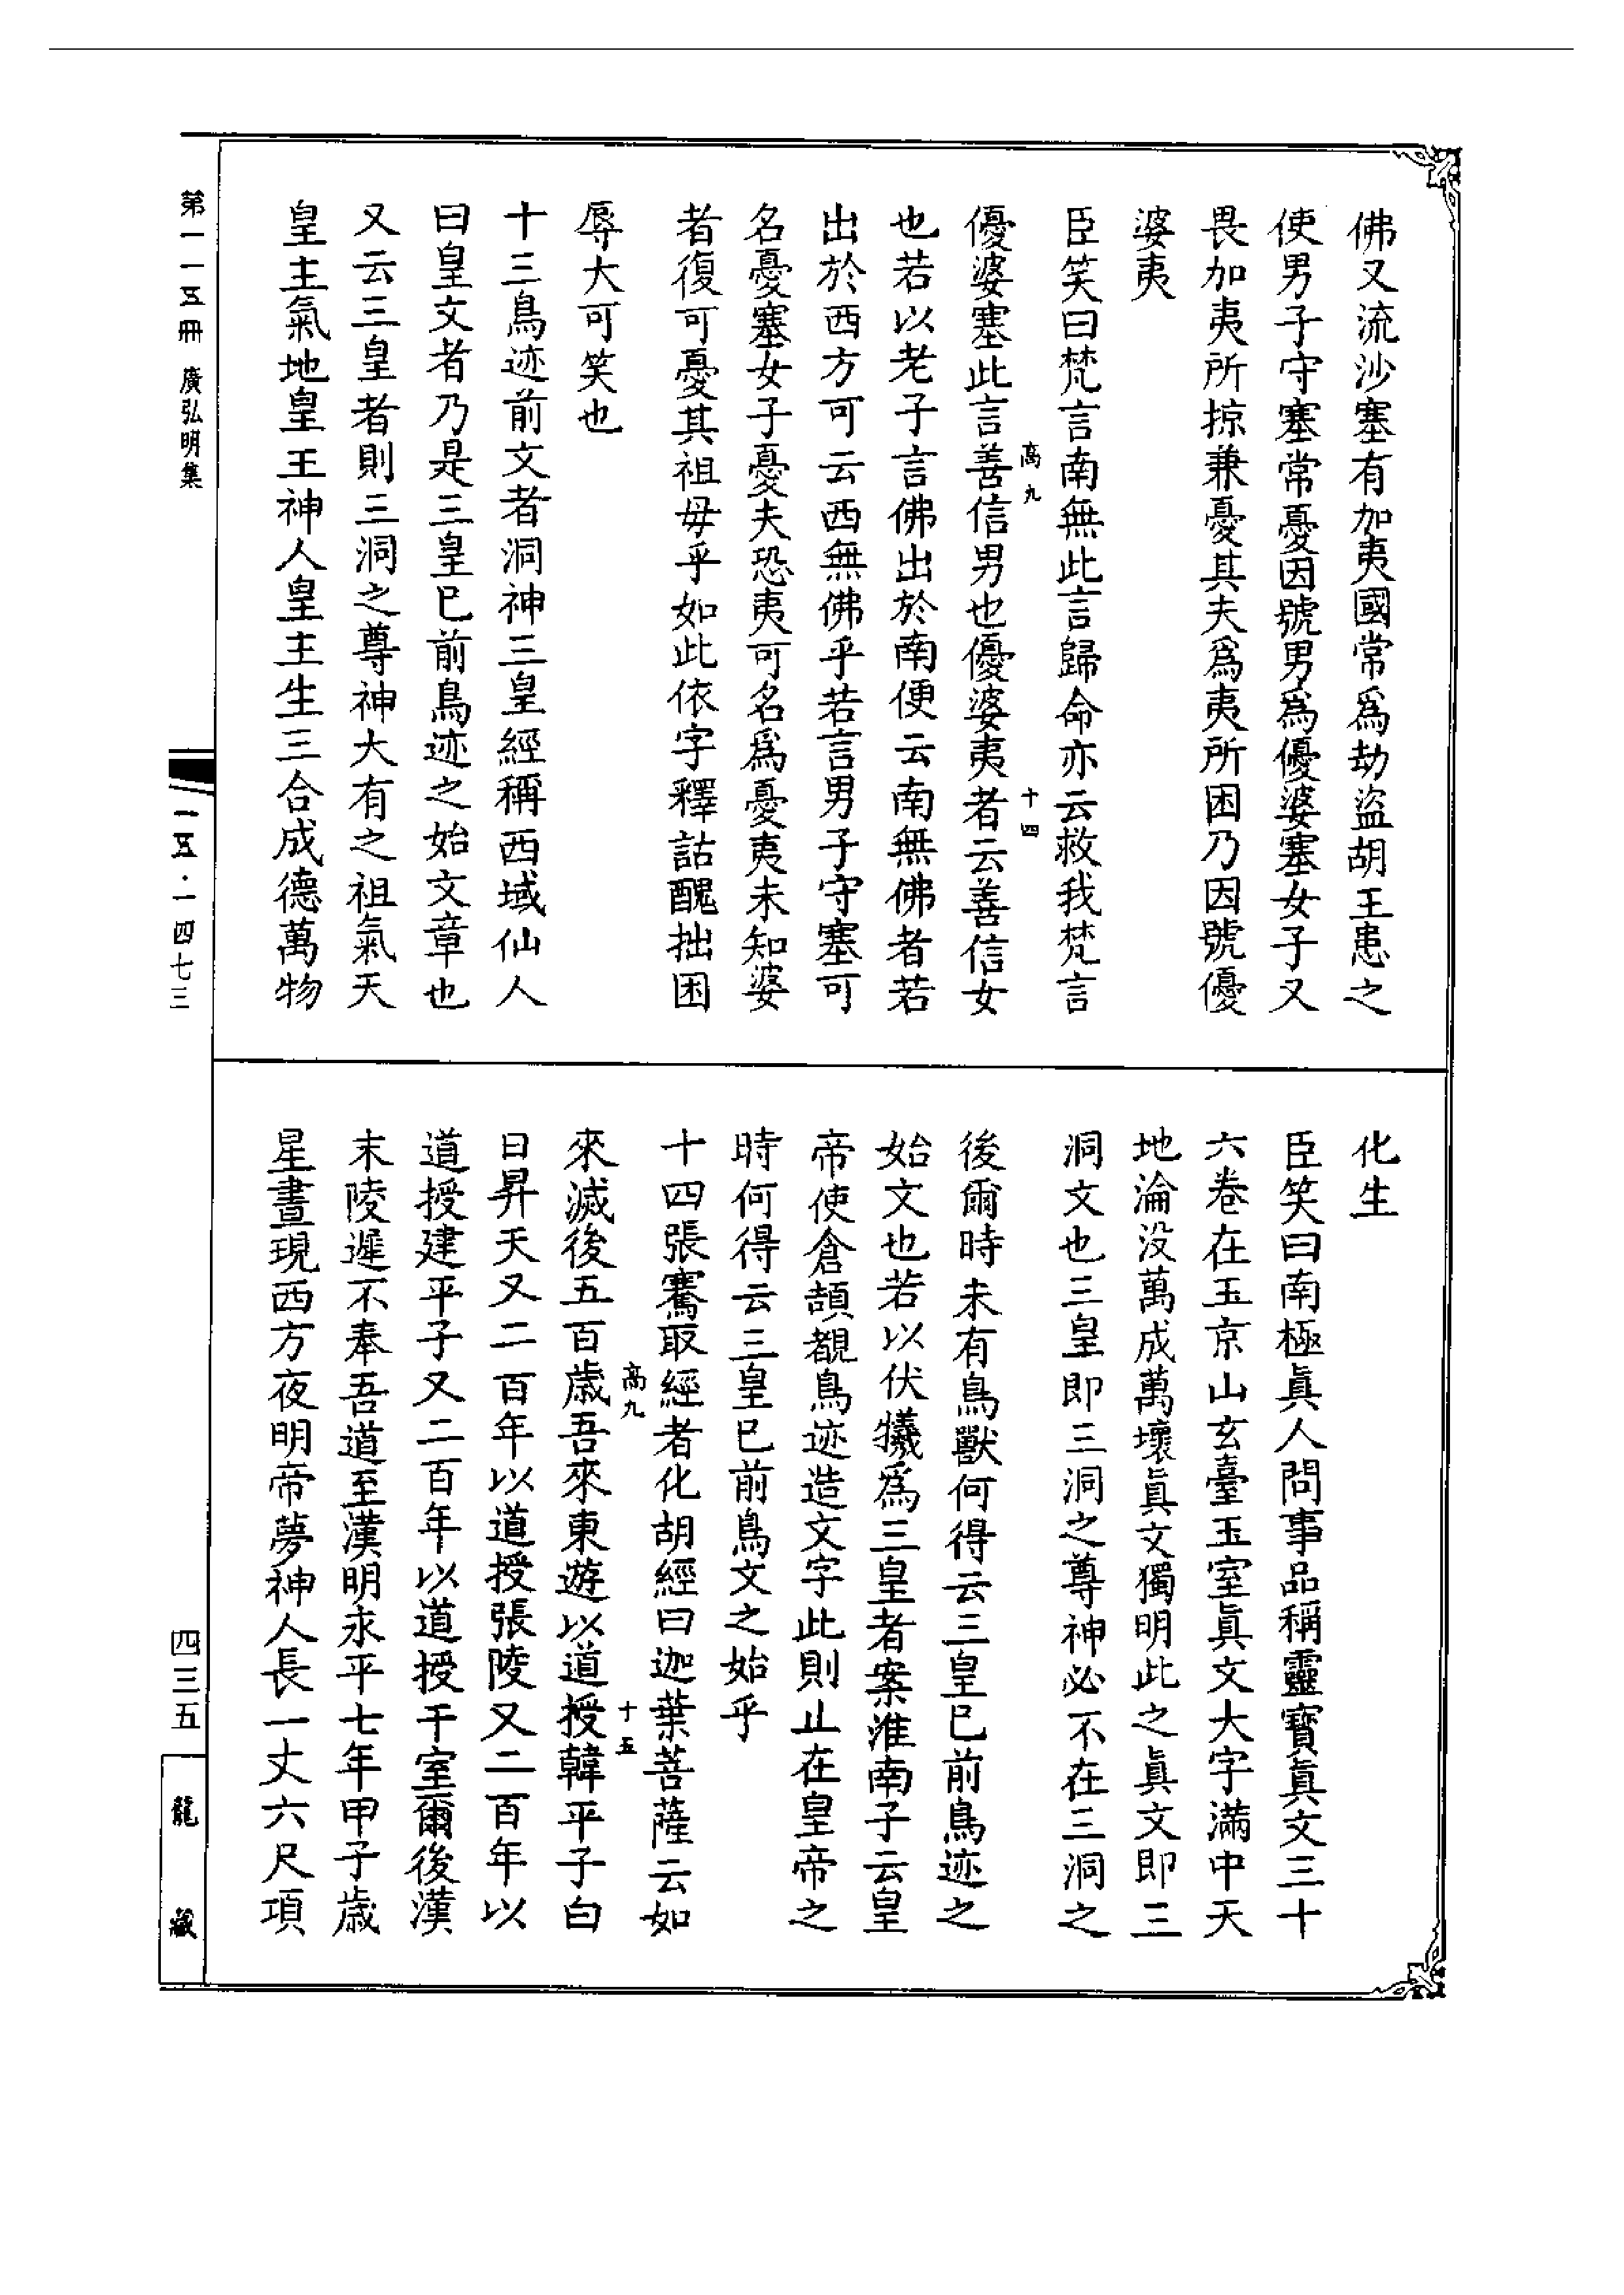 佛又流沙塞有加夷國常爲劫盜胡王患之
使男子守塞常憂因號男爲優婆塞女子又
畏加夷所掠兼憂其夫爲夷所困乃因號優
婆夷
臣笑曰梵言南無此言歸命亦云救我梵言
高九
十四
優婆塞此言善信男也優婆夷者云善信女
也若以老子言佛出於南便云南無佛者若
出於西方可云西無佛乎若言男子守塞可
名憂塞女子憂夫恐夷可名爲憂夷未知婆
者復可憂其祖母乎如此依字釋詁醜拙困
辱大可笑也
十三鳥迹前文者洞神三皇經稱西域仙人
曰皇文者乃是三皇已前鳥迹之始文章也
又云三皇者則三洞之尊神大有之祖氣天
皇主氣地皇王神人皇主生三合成德萬物
化生
臣笑曰南極眞人問事品稱靈寶眞文三十
六卷在玉京山玄臺玉室眞文大字滿中天
地淪没萬成萬壞眞文獨明此之眞文即三
洞文也三皇即三洞之尊神必不在三洞之
後爾時未有鳥獸何得云三皇已前鳥迹之
始文也若以伏犧爲三皇者案淮南子云皇
帝使倉頡覩鳥迹造文字此則止在皇帝之
時何得云三皇已前鳥文之始乎
十四張騫取經者化胡經曰迦葉菩薩云如
高九
十五
來滅後五百歲吾來東遊以道授韓平子白
日昇天又二百年以道授張陵又二百年以
道授建平子又二百年以道授干室爾後漢
末陵遲不奉吾道至漢明永平七年甲子歲
星晝現西方夜明帝夢神人長一丈六尺項
第一一五冊 廣弘明集
一五·一四七三
四三五
龍藏